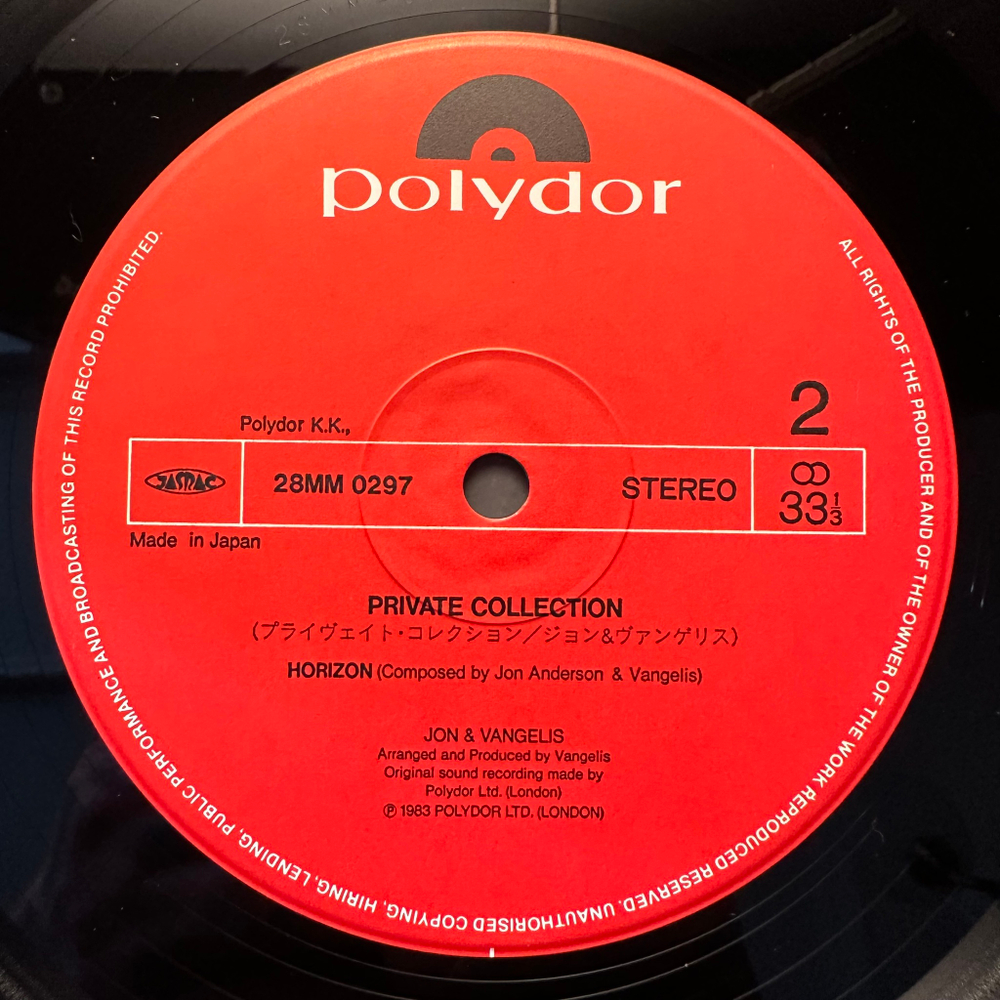 polydor
2
Polydor K.K.,
JASRAC
28MM 0297
STEREO
∞
33⅓
Made in Japan
PRIVATE COLLECTION
(プライヴェイト・コレクション／ジョン&ヴァンゲリス)
HORIZON (Composed by Jon Anderson & Vangelis)
JON & VANGELIS
Arranged and Produced by Vangelis
Original sound recording made by
Polydor Ltd. (London)
℗ 1983 POLYDOR LTD. (LONDON)
ALL RIGHTS OF THE PRODUCER AND OF THE OWNER OF THE WORK REPRODUCED RESERVED. UNAUTHORISED COPYING, HIRING, LENDING, PUBLIC PERFORMANCE AND BROADCASTING OF THIS RECORD PROHIBITED.